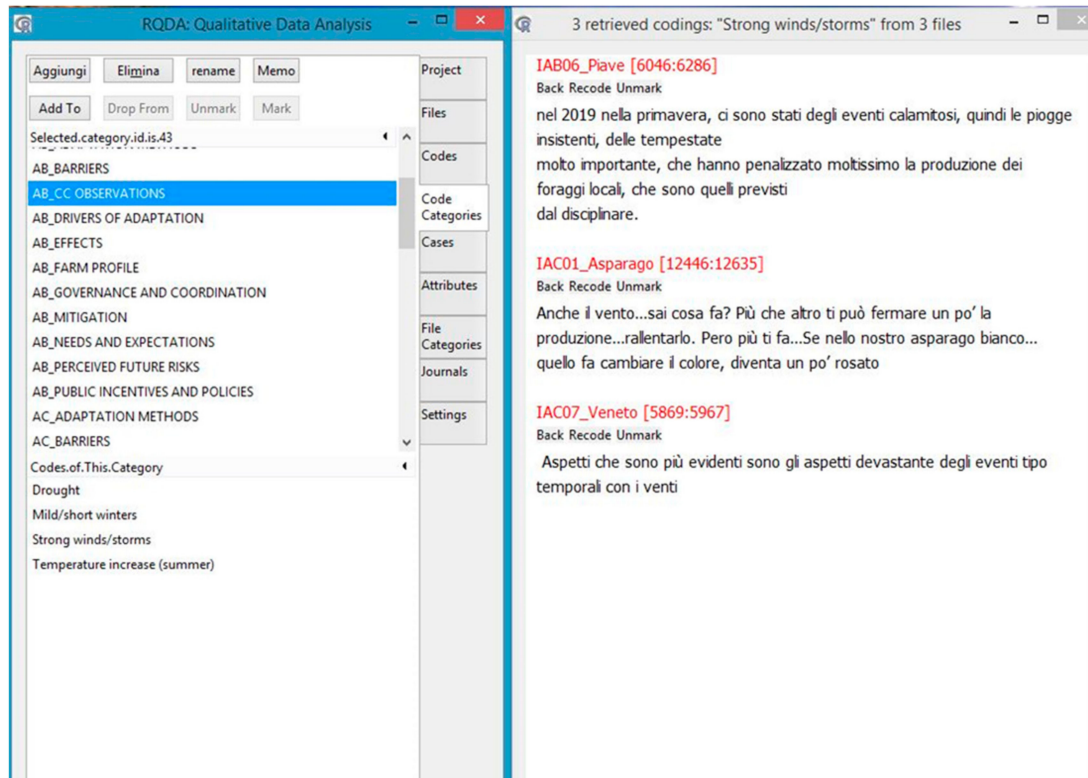 RQDA: Qualitative Data Analysis
Aggiungi Elimina rename Memo
Add To Drop From Unmark Mark
Selected.category.id.is.43
AB_BARRIERS
AB_CC OBSERVATIONS
AB_DRIVERS OF ADAPTATION
AB_EFFECTS
AB_FARM PROFILE
AB_GOVERNANCE AND COORDINATION
AB_MITIGATION
AB_NEEDS AND EXPECTATIONS
AB_PERCEIVED FUTURE RISKS
AB_PUBLIC INCENTIVES AND POLICIES
AC_ADAPTATION METHODS
AC_BARRIERS
Codes.of.This.Category
Drought
Mild/short winters
Strong winds/storms
Temperature increase (summer)
Project
Files
Codes
Code
Categories
Cases
Attributes
File
Categories
Journals
Settings
3 retrieved codings: "Strong winds/storms" from 3 files
IAB06_Piave [6046:6286]
Back Recode Unmark
nel 2019 nella primavera, ci sono stati degli eventi calamitosi, quindi le piogge
insistenti, delle tempestate
molto importante, che hanno penalizzato moltissimo la produzione dei
foraggi locali, che sono quelli previsti
dal disciplinare.
IAC01_Asparago [12446:12635]
Back Recode Unmark
Anche il vento...sai cosa fa? Più che altro ti può fermare un po' la
produzione...rallentarlo. Pero più ti fa...Se nello nostro asparago bianco...
quello fa cambiare il colore, diventa un po' rosato
IAC07_Veneto [5869:5967]
Back Recode Unmark
Aspetti che sono più evidenti sono gli aspetti devastante degli eventi tipo
temporali con i venti